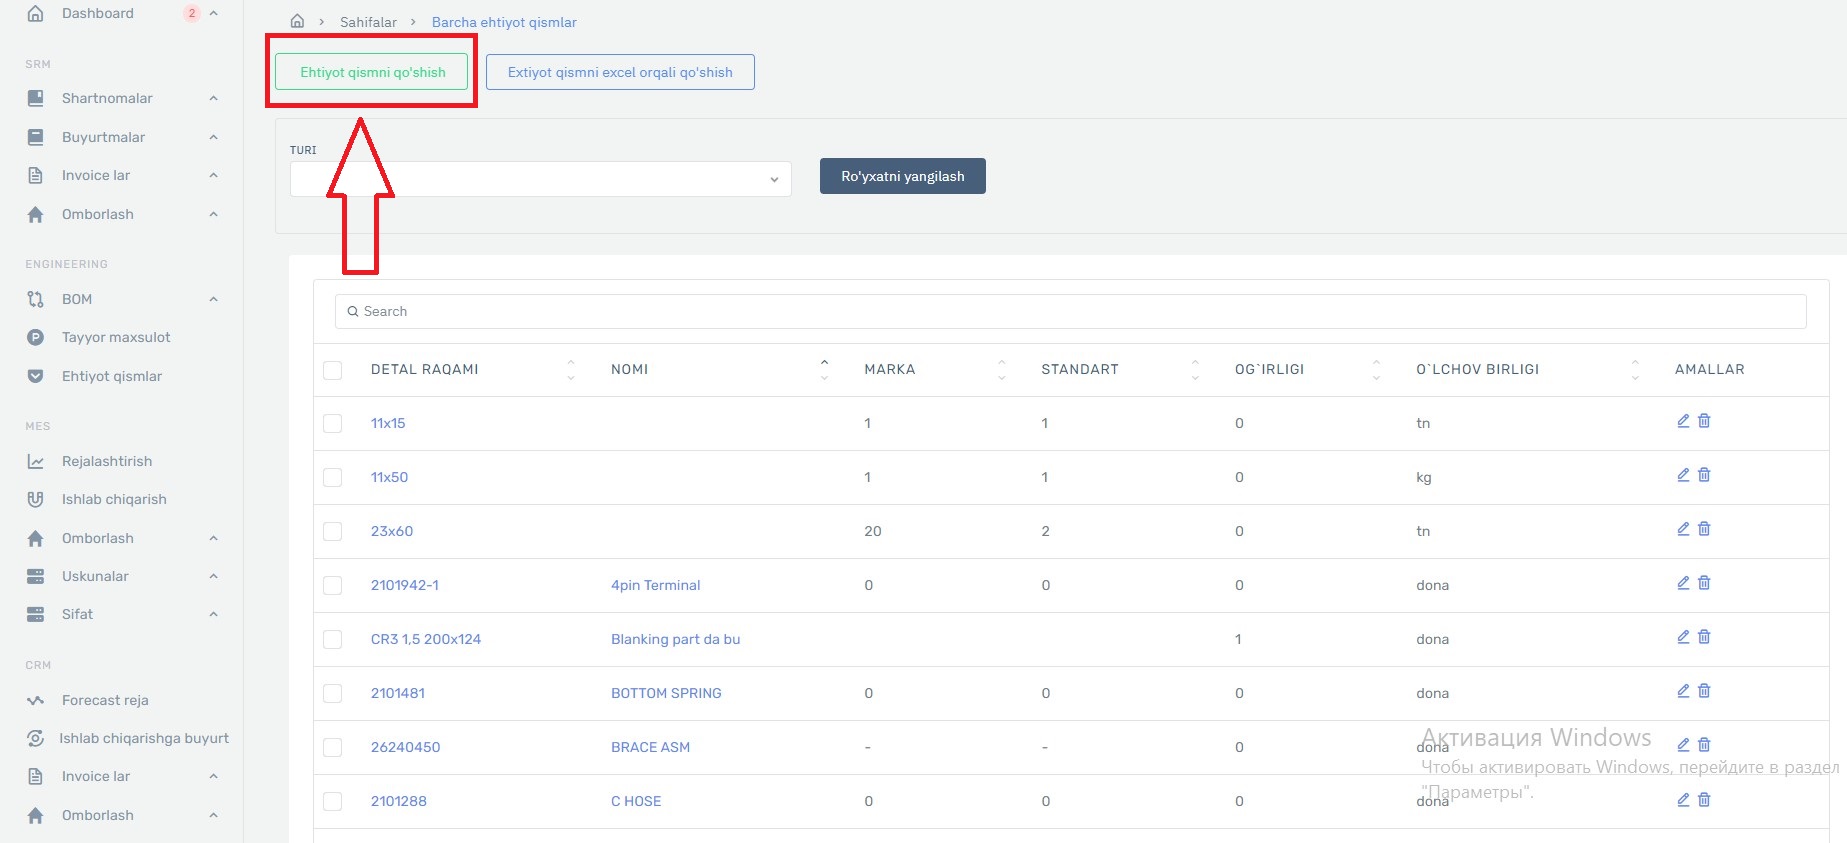 Dashboard 2
SRM
Shartnomalar
Buyurtmalar
Invoice lar
Omborlash
ENGINEERING
BOM
Tayyor maxsulot
Ehtiyot qismlar
MES
Rejalashtirish
Ishlab chiqarish
Omborlash
Uskunalar
Sifat
CRM
Forecast reja
Ishlab chiqarishga buyurt
Invoice lar
Omborlash
Sahifalar > Barcha ehtiyot qismlar
Ehtiyot qismni qo'shish Extiyot qismni excel orqali qo'shish
TURI
Ro'yxatni yangilash
Search
DETAL RAQAMI NOMI MARKA STANDART OG`IRLIGI O`LCHOV BIRLIGI AMALLAR
11x15 1 1 0 tn
11x50 1 1 0 kg
23x60 20 2 0 tn
2101942-1 4pin Terminal 0 0 0 dona
CR3 1,5 200x124 Blanking part da bu 1 dona
2101481 BOTTOM SPRING 0 0 0 dona
26240450 BRACE ASM - - 0 dona
2101288 C HOSE 0 0 0 dona
Активация Windows
Чтобы активировать Windows, перейдите в раздел
"Параметры".